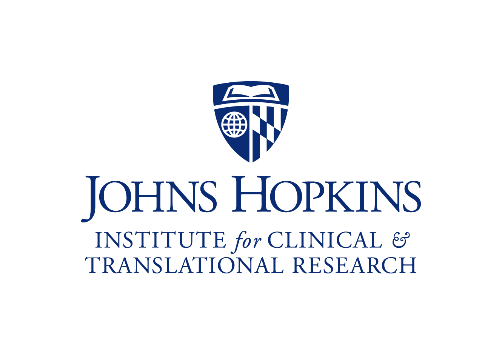 JOHNS HOPKINS
INSTITUTE for CLINICAL &
TRANSLATIONAL RESEARCH